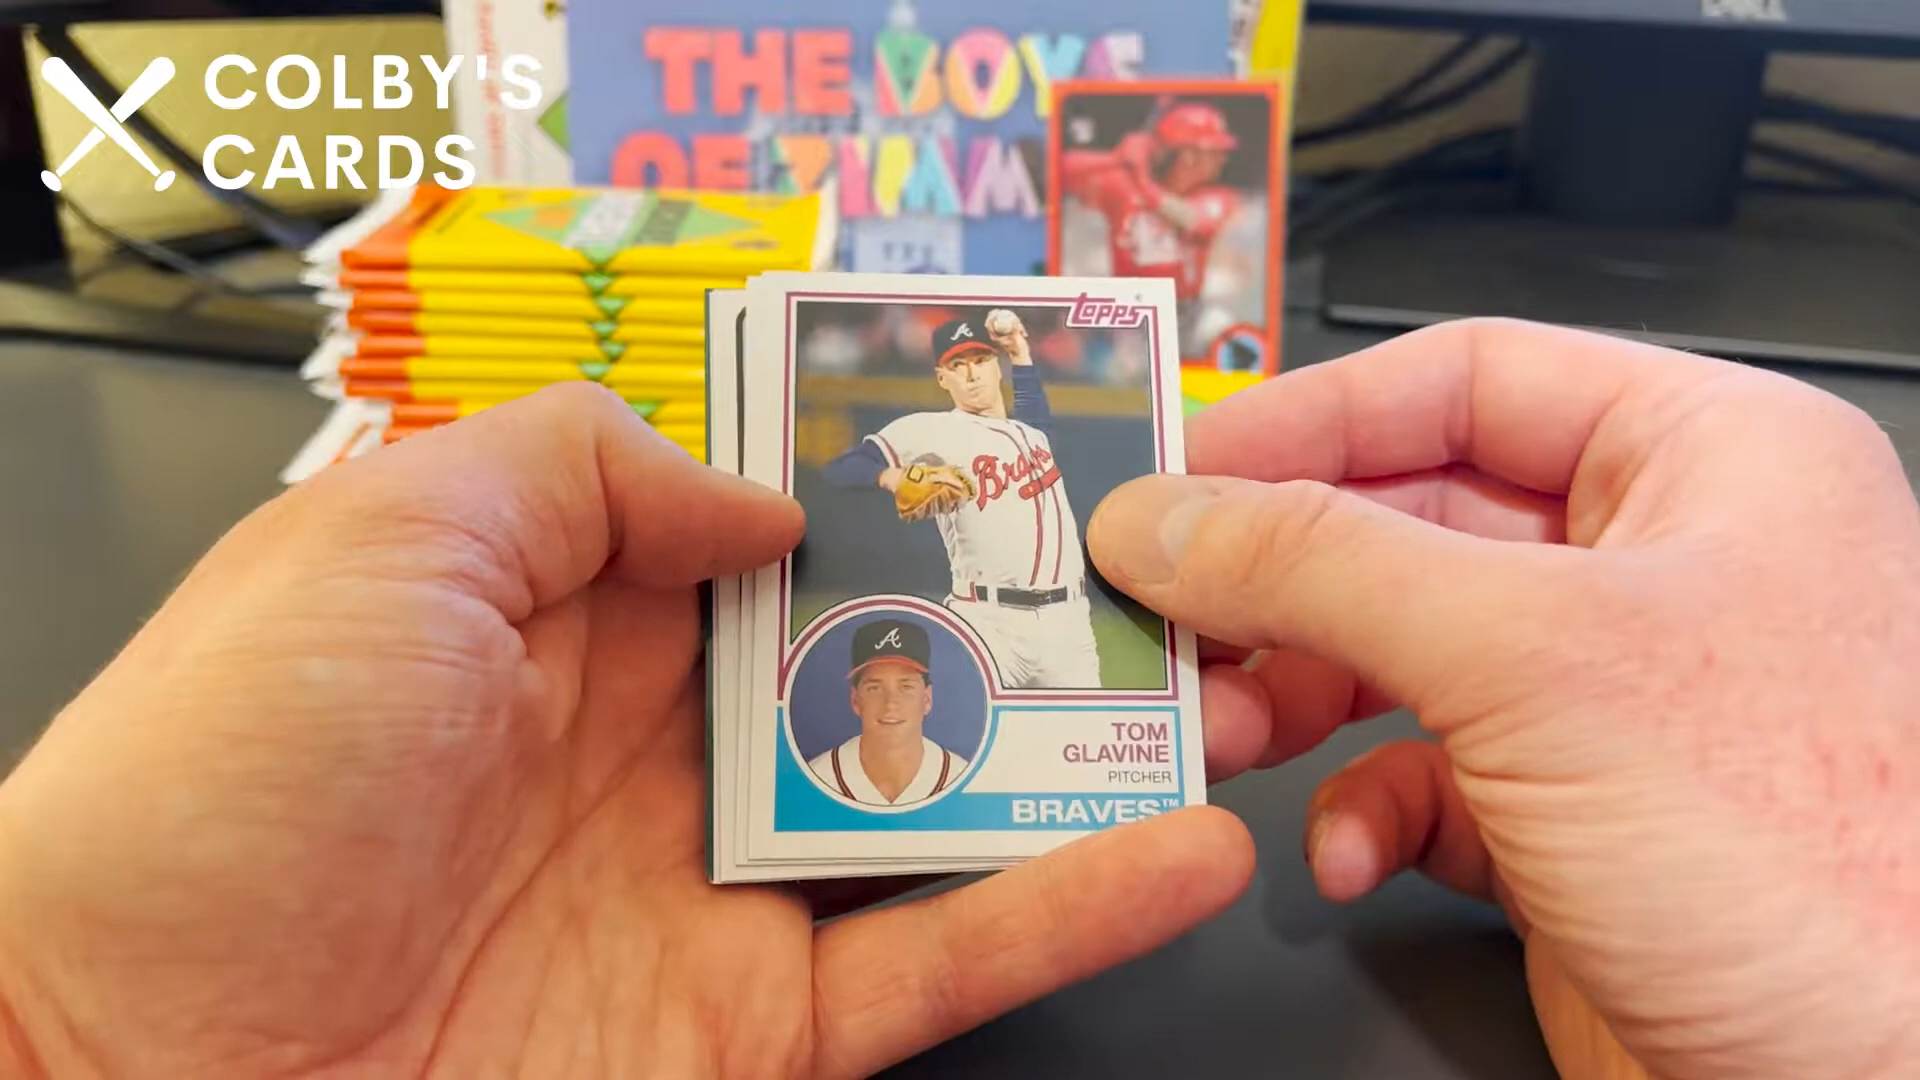 COLBY'S
CARDS
THE BOYS
OF
topps
TOM
GLAVINE
PITCHER
BRAVES™